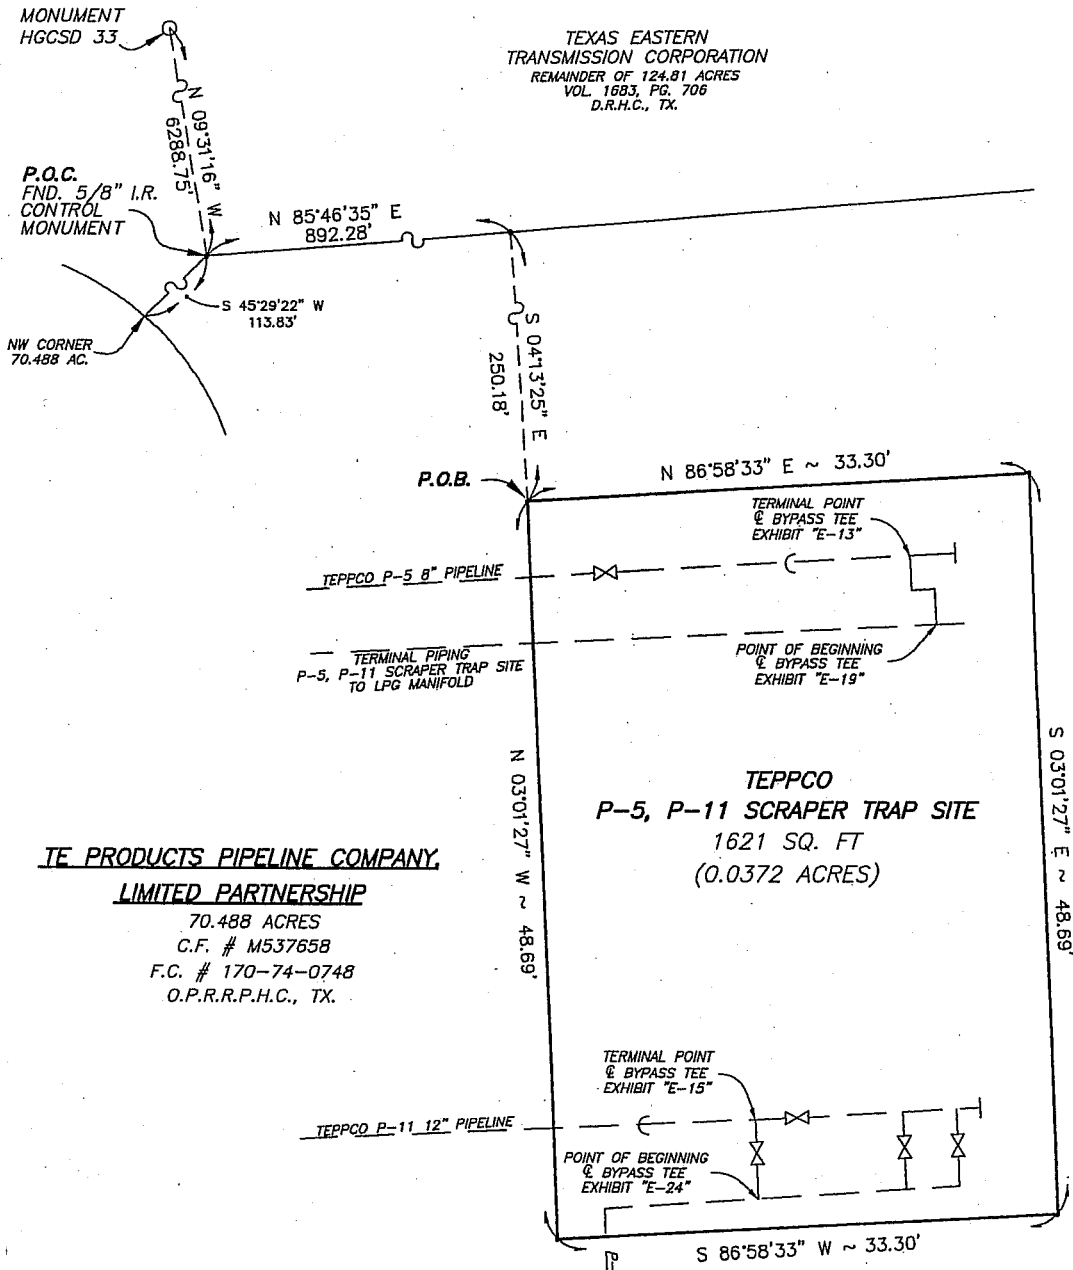 MONUMENT
HGCSD 33
TEXAS EASTERN
TRANSMISSION CORPORATION
REMAINDER OF 124.81 ACRES
VOL. 1683, PG. 706
D.R.H.C., TX.
N 09°31'16" W
6288.75'
P.O.C.
FND. 5/8" I.R.
CONTROL
MONUMENT
N 85°46'35" E
892.28'
S 45°29'22" W
113.83'
NW CORNER
70.488 AC.
S 04°13'25" E
250.18'
P.O.B.
N 86°58'33" E ~ 33.30'
TERMINAL POINT
℄ BYPASS TEE
EXHIBIT "E-13"
TEPPCO P-5 8" PIPELINE
TERMINAL PIPING
P-5, P-11 SCRAPER TRAP SITE
TO LPG MANIFOLD
POINT OF BEGINNING
℄ BYPASS TEE
EXHIBIT "E-19"
N 03°01'27" W ~ 48.69'
S 03°01'27" E ~ 48.69'
TEPPCO
P-5, P-11 SCRAPER TRAP SITE
1621 SQ. FT
(0.0372 ACRES)
TE PRODUCTS PIPELINE COMPANY,
LIMITED PARTNERSHIP
70.488 ACRES
C.F. # M537658
F.C. # 170-74-0748
O.P.R.R.P.H.C., TX.
TERMINAL POINT
℄ BYPASS TEE
EXHIBIT "E-15"
TEPPCO P-11 12" PIPELINE
POINT OF BEGINNING
℄ BYPASS TEE
EXHIBIT "E-24"
S 86°58'33" W ~ 33.30'